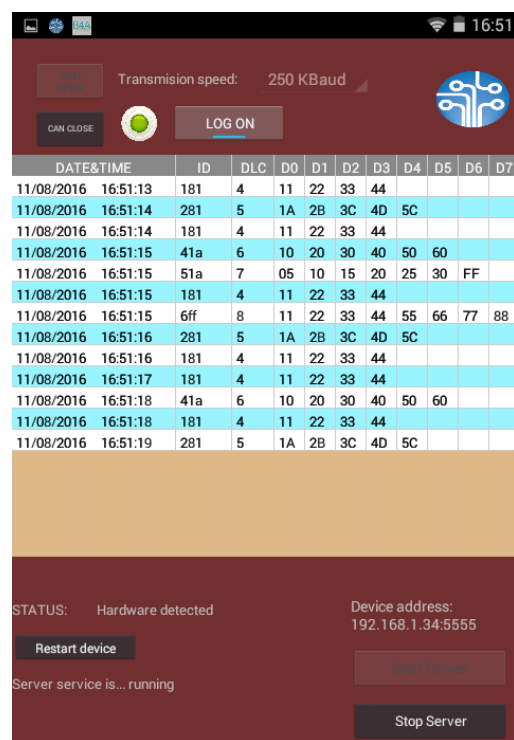 B4A 16:51
CAN OPEN Transmision speed: 250 KBaud
CAN CLOSE LOG ON
DATE&TIME ID DLC D0 D1 D2 D3 D4 D5 D6 D7
11/08/2016 16:51:13 181 4 11 22 33 44
11/08/2016 16:51:14 281 5 1A 2B 3C 4D 5C
11/08/2016 16:51:14 181 4 11 22 33 44
11/08/2016 16:51:15 41a 6 10 20 30 40 50 60
11/08/2016 16:51:15 51a 7 05 10 15 20 25 30 FF
11/08/2016 16:51:15 181 4 11 22 33 44
11/08/2016 16:51:15 6ff 8 11 22 33 44 55 66 77 88
11/08/2016 16:51:16 281 5 1A 2B 3C 4D 5C
11/08/2016 16:51:16 181 4 11 22 33 44
11/08/2016 16:51:17 181 4 11 22 33 44
11/08/2016 16:51:18 41a 6 10 20 30 40 50 60
11/08/2016 16:51:18 181 4 11 22 33 44
11/08/2016 16:51:19 281 5 1A 2B 3C 4D 5C
STATUS: Hardware detected
Device address:
192.168.1.34:5555
Restart device
Start Server
Server service is... running
Stop Server